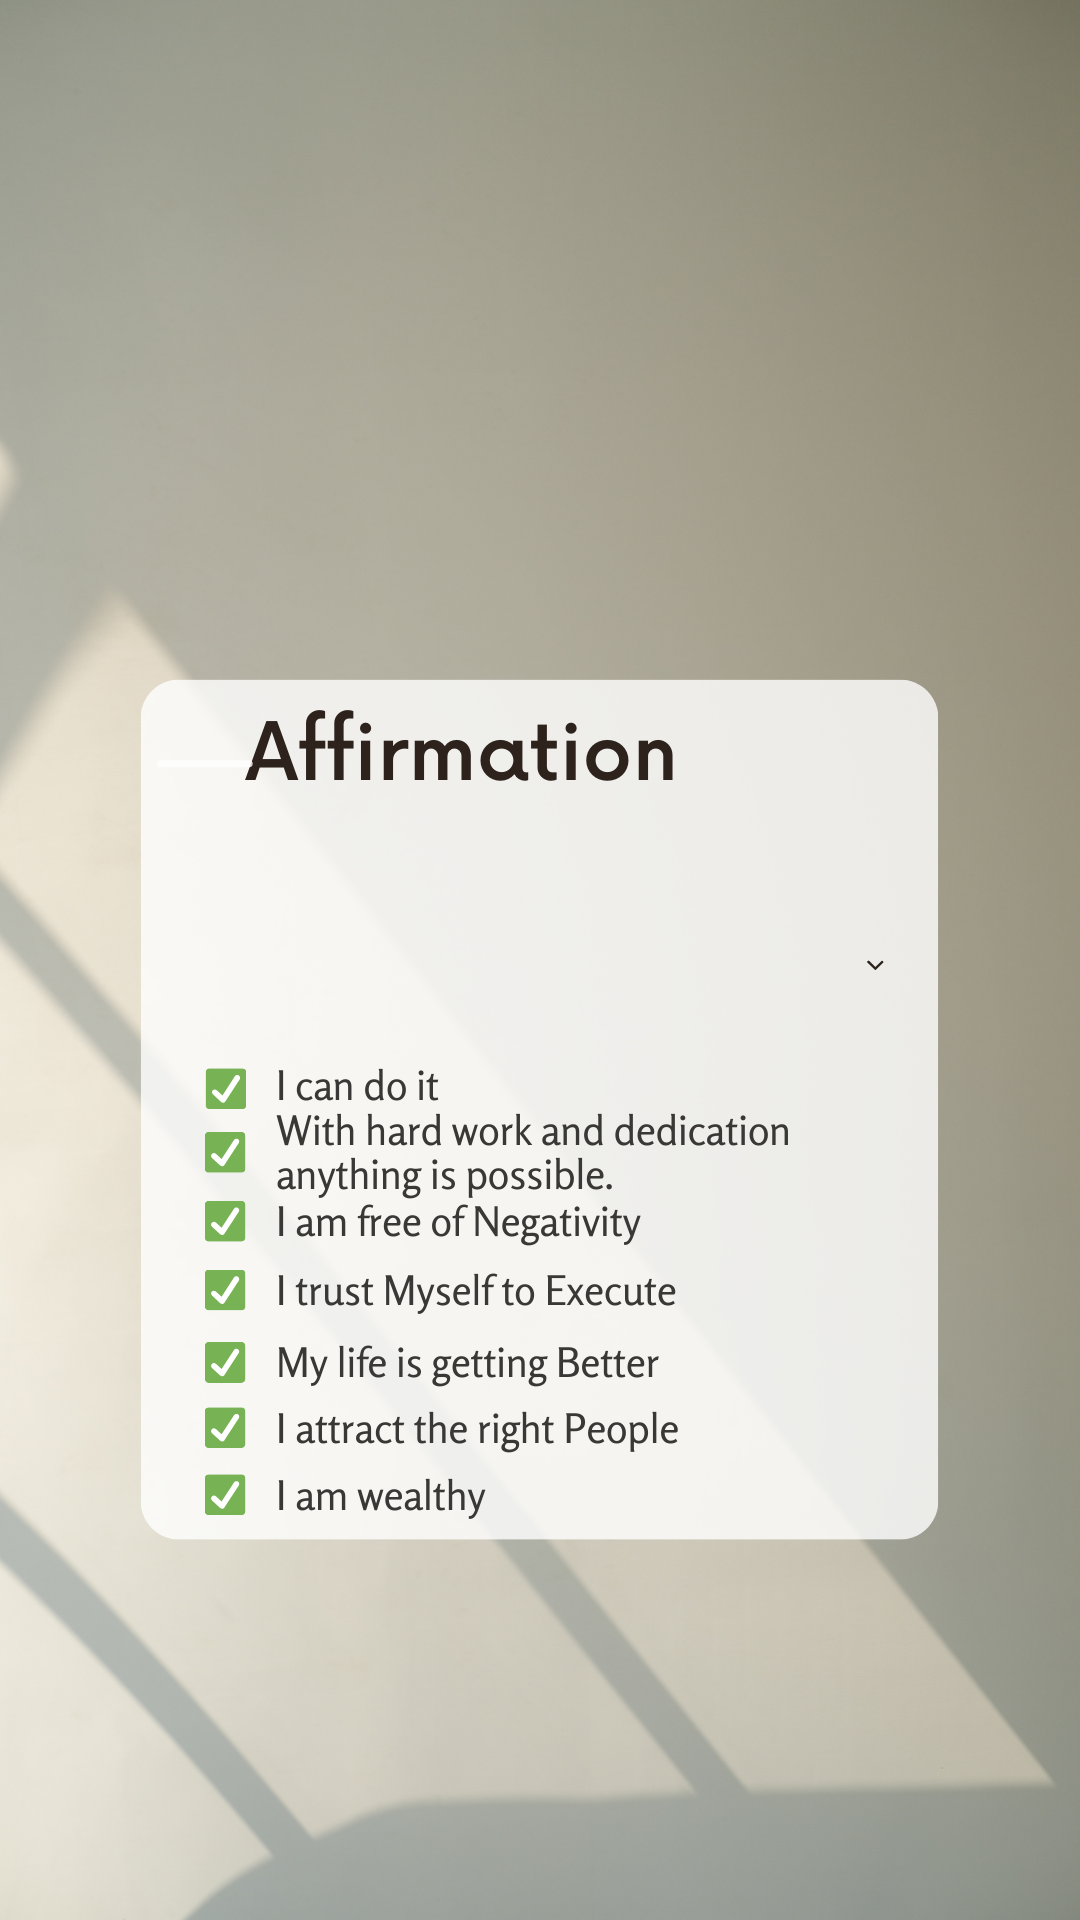 Affirmation
I can do it
With hard work and dedication
anything is possible.
I am free of Negativity
I trust Myself to Execute
My life is getting Better
I attract the right People
I am wealthy